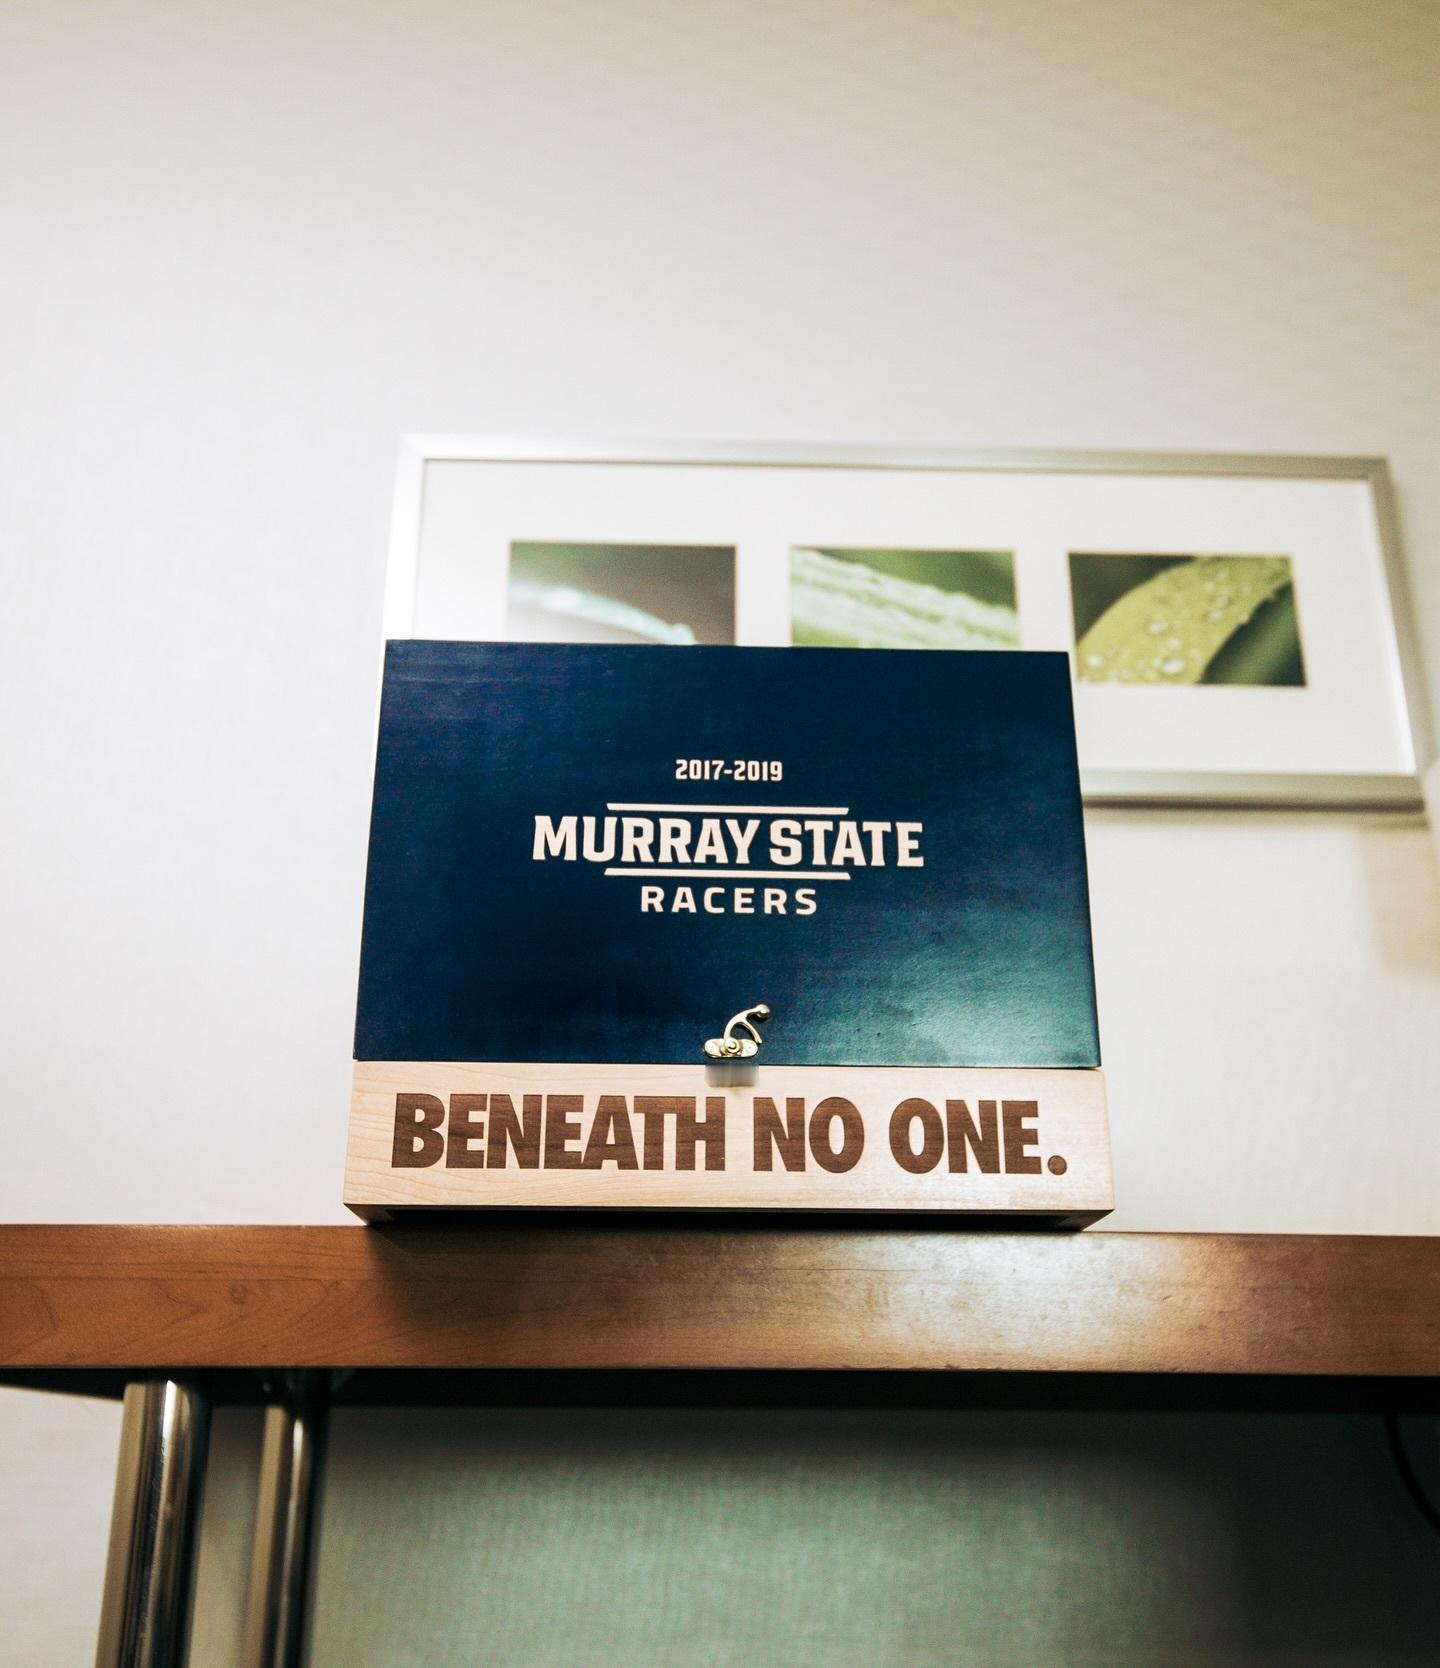 2017-2019
MURRAY STATE
RACERS
BENEATH NO ONE.